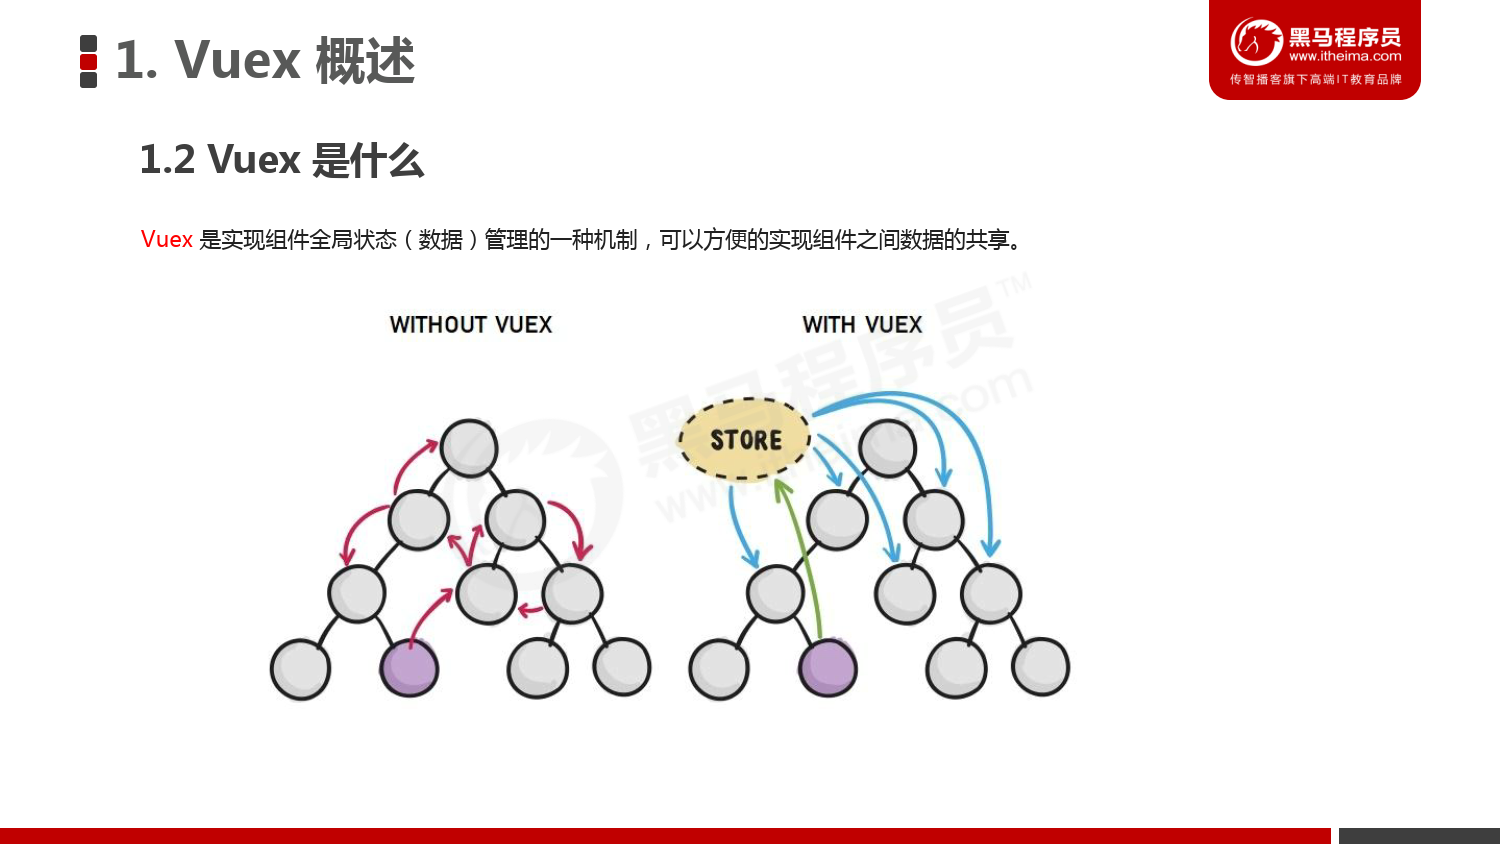 1. Vuex 概述
黑马程序员
www.itheima.com
传智播客旗下高端IT教育品牌
1.2 Vuex 是什么
Vuex 是实现组件全局状态（数据）管理的一种机制，可以方便的实现组件之间数据的共享。
WITHOUT VUEX
WITH VUEX
STORE
黑马程序员™
www.itheima.com